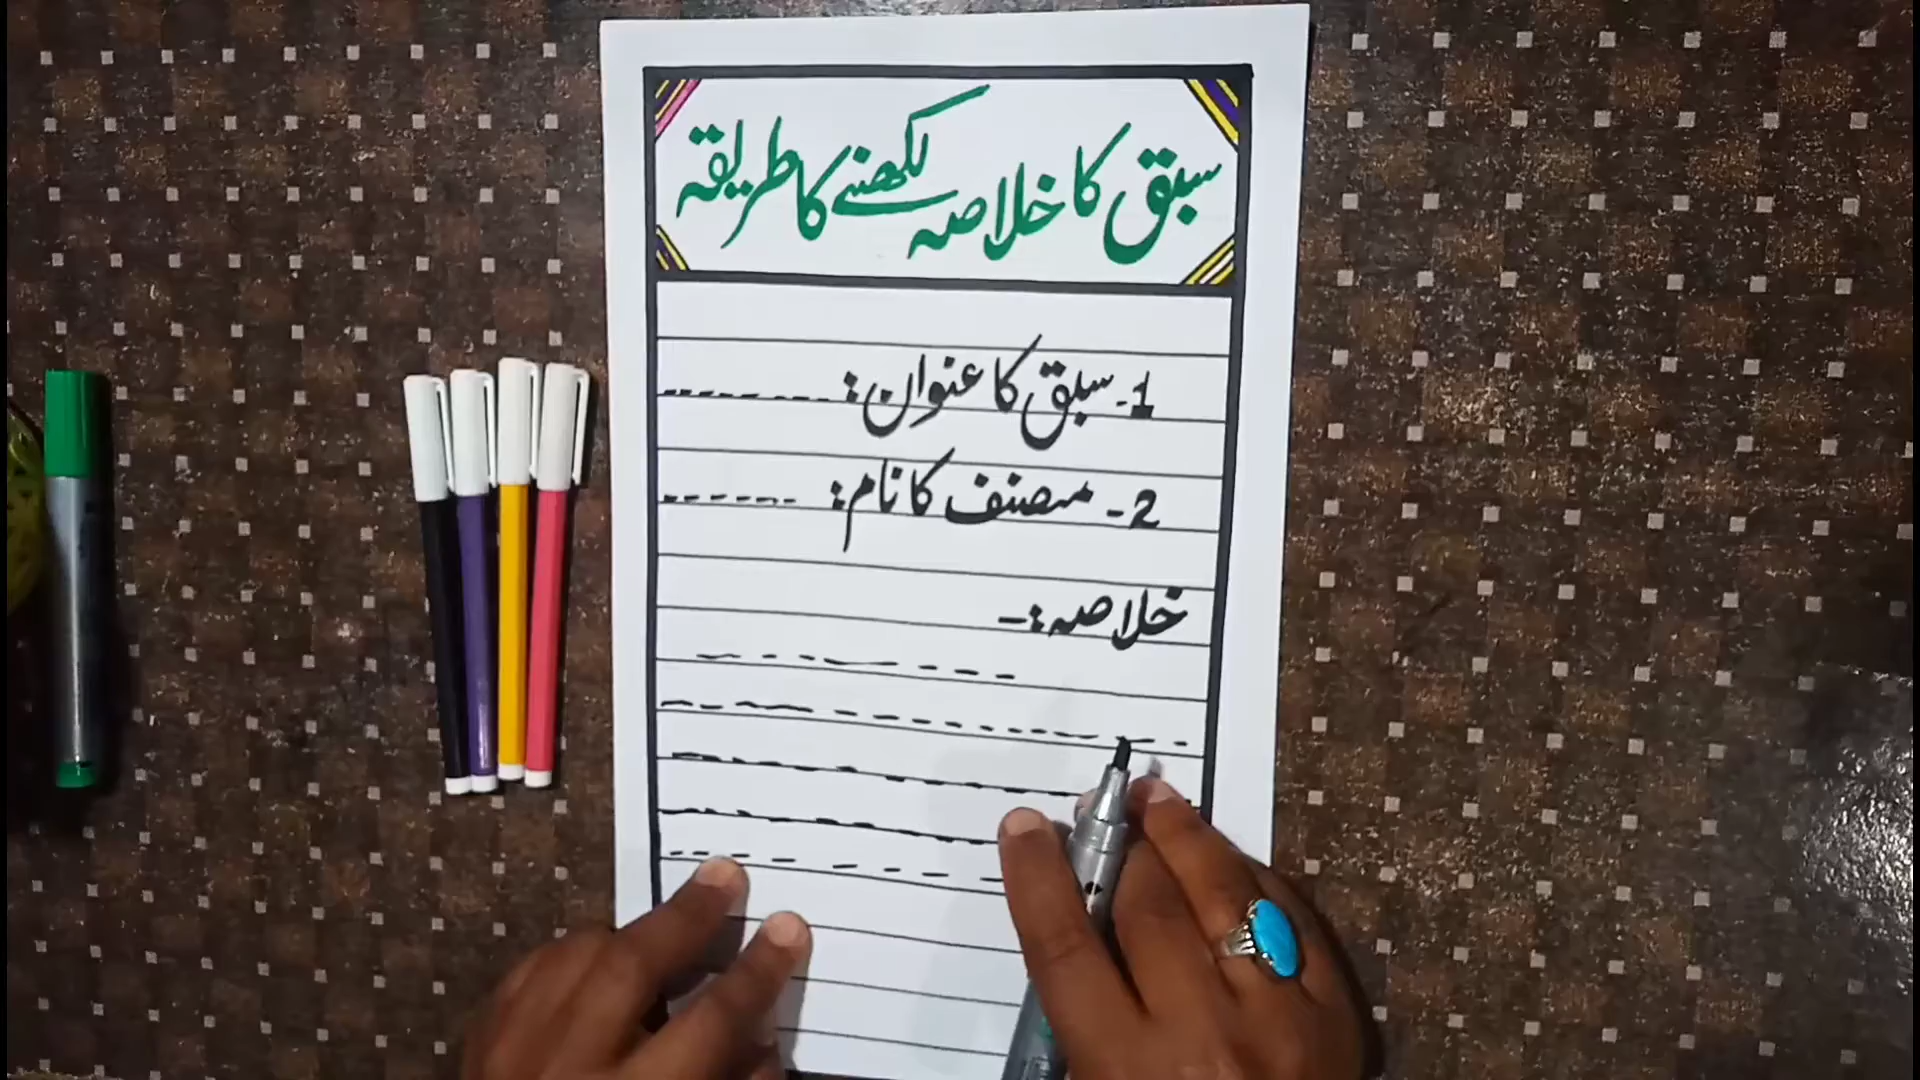 سبق کا خلاصہ لکھنے کا طریقہ
1۔ سبق کا عنوان:
2۔ مصنف کا نام:
خلاصہ:-